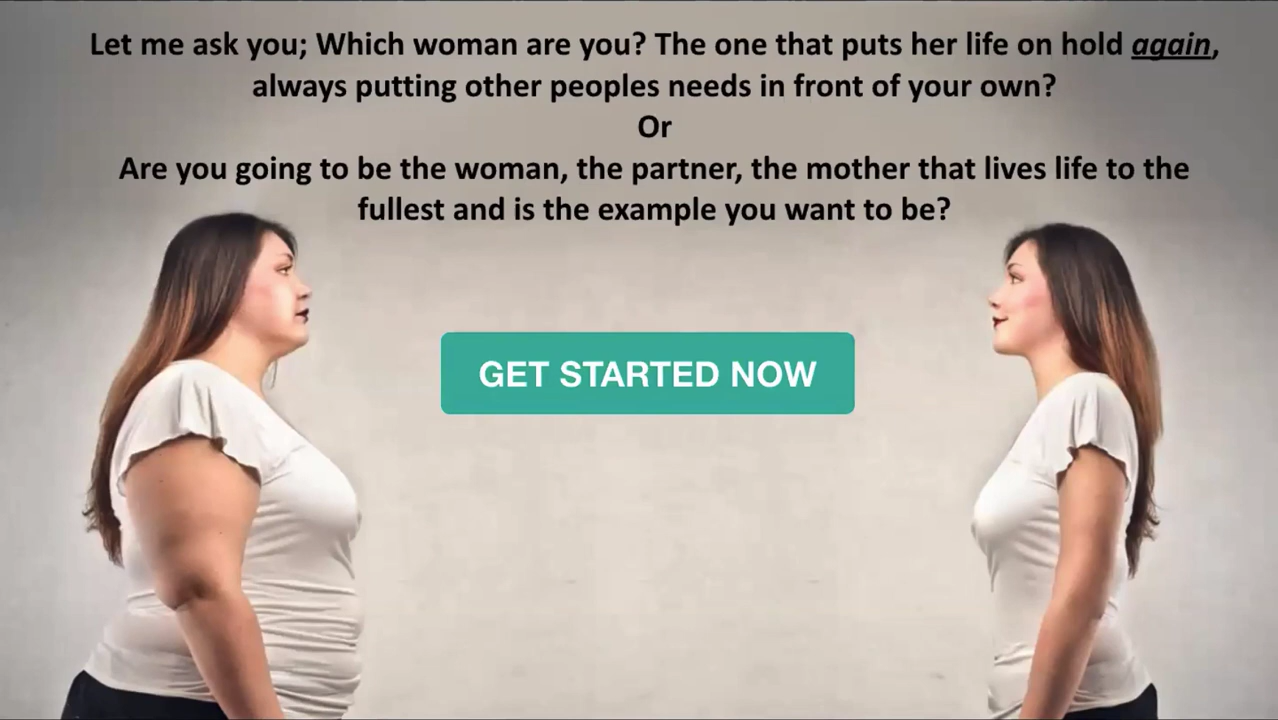 Let me ask you; Which woman are you? The one that puts her life on hold again,
always putting other peoples needs in front of your own?
Or
Are you going to be the woman, the partner, the mother that lives life to the
fullest and is the example you want to be?
GET STARTED NOW